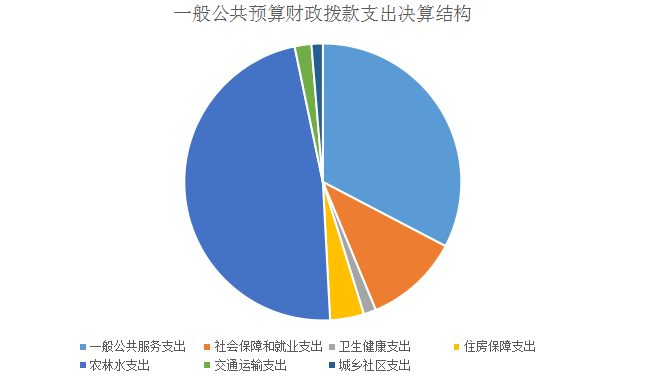 一般公共预算财政拨款支出决算结构
一般公共服务支出 社会保障和就业支出 卫生健康支出 住房保障支出
农林水支出 交通运输支出 城乡社区支出